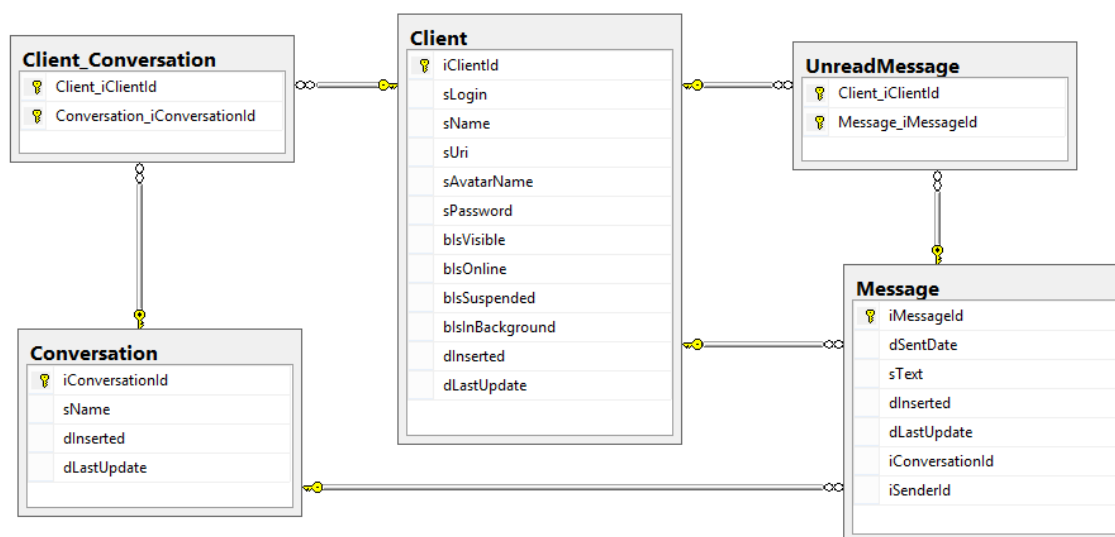 Client_Conversation
Client_iClientId
Conversation_iConversationId
Client
iClientId
sLogin
sName
sUri
sAvatarName
sPassword
bIsVisible
bIsOnline
bIsSuspended
bIsInBackground
dInserted
dLastUpdate
UnreadMessage
Client_iClientId
Message_iMessageId
Conversation
iConversationId
sName
dInserted
dLastUpdate
Message
iMessageId
dSentDate
sText
dInserted
dLastUpdate
iConversationId
iSenderId